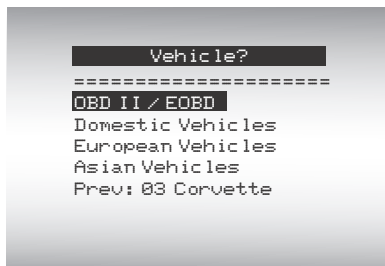 Vehicle?
=====================
OBD II / EOBD
Domestic Vehicles
European Vehicles
Asian Vehicles
Prev: 03 Corvette